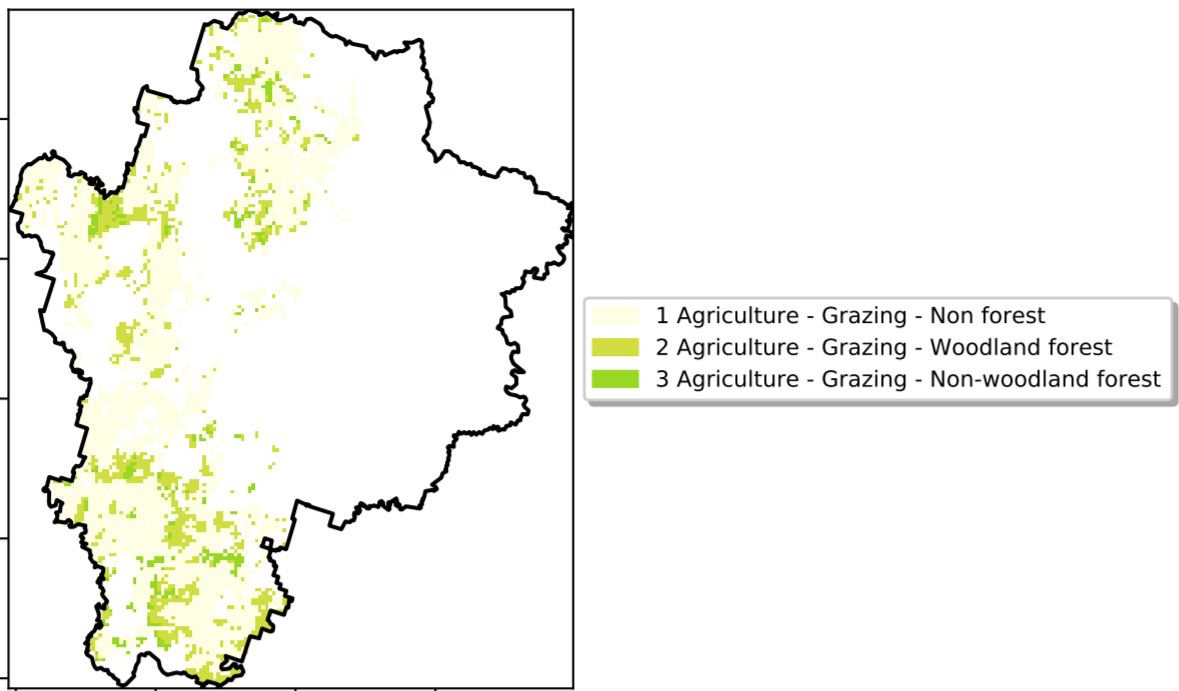 1 Agriculture - Grazing - Non forest
2 Agriculture - Grazing - Woodland forest
3 Agriculture - Grazing - Non-woodland forest